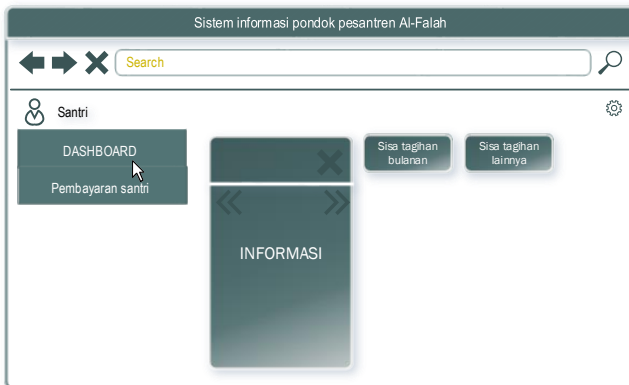 Sistem informasi pondok pesantren Al-Falah
Search
Santri
DASHBOARD
Pembayaran santri
Sisa tagihan
bulanan
Sisa tagihan
lainnya
INFORMASI